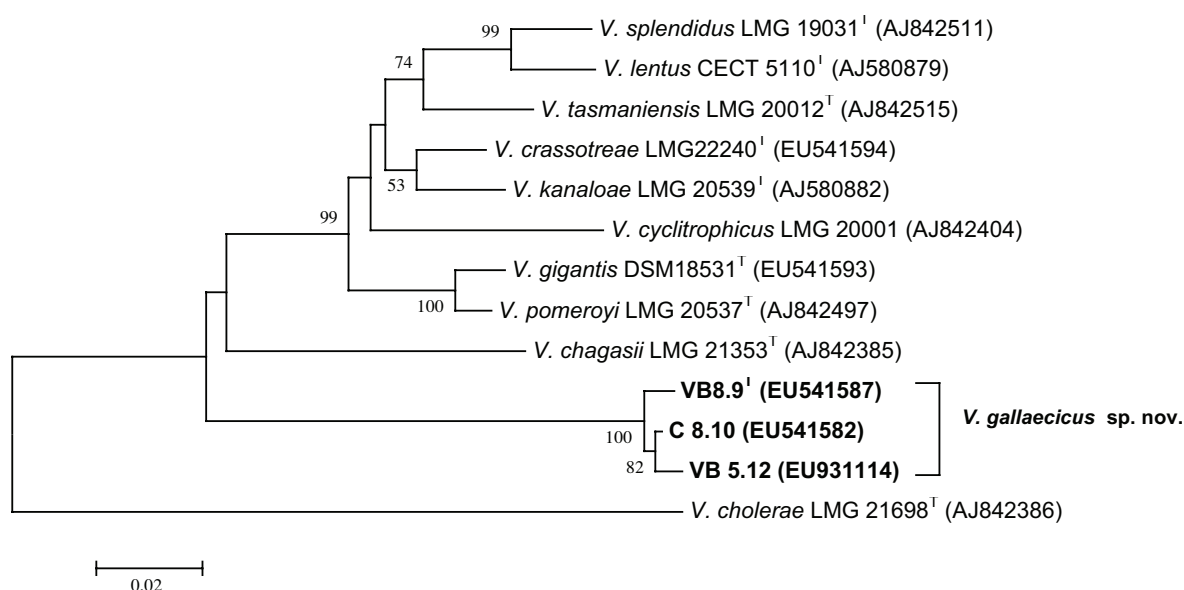 99
V. splendidus LMG 19031T (AJ842511)
V. lentus CECT 5110T (AJ580879)
74
V. tasmaniensis LMG 20012T (AJ842515)
V. crassotreae LMG22240T (EU541594)
53
V. kanaloae LMG 20539T (AJ580882)
99
V. cyclitrophicus LMG 20001 (AJ842404)
V. gigantis DSM18531T (EU541593)
100
V. pomeroyi LMG 20537T (AJ842497)
V. chagasii LMG 21353T (AJ842385)
VB8.9T (EU541587)
100
C 8.10 (EU541582)
V. gallaecicus sp. nov.
82
VB 5.12 (EU931114)
V. cholerae LMG 21698T (AJ842386)
0.02